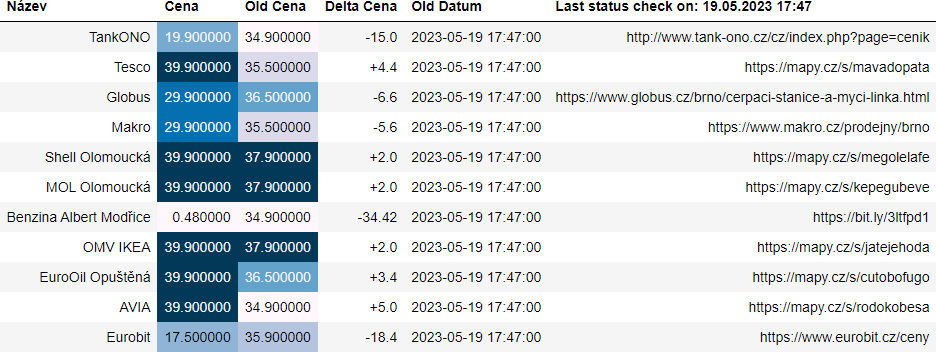 Název Cena Old Cena Delta Cena Old Datum Last status check on: 19.05.2023 17:47
TankONO 19.900000 34.900000 -15.0 2023-05-19 17:47:00 http://www.tank-ono.cz/cz/index.php?page=cenik
Tesco 39.900000 35.500000 +4.4 2023-05-19 17:47:00 https://mapy.cz/s/mavadopata
Globus 29.900000 36.500000 -6.6 2023-05-19 17:47:00 https://www.globus.cz/brno/cerpaci-stanice-a-myci-linka.html
Makro 29.900000 35.500000 -5.6 2023-05-19 17:47:00 https://www.makro.cz/prodejny/brno
Shell Olomoucká 39.900000 37.900000 +2.0 2023-05-19 17:47:00 https://mapy.cz/s/megolelafe
MOL Olomoucká 39.900000 37.900000 +2.0 2023-05-19 17:47:00 https://mapy.cz/s/kepegubeve
Benzina Albert Modřice 0.480000 34.900000 -34.42 2023-05-19 17:47:00 https://bit.ly/3ltfpd1
OMV IKEA 39.900000 37.900000 +2.0 2023-05-19 17:47:00 https://mapy.cz/s/jatejehoda
EuroOil Opuštěná 39.900000 36.500000 +3.4 2023-05-19 17:47:00 https://mapy.cz/s/cutobofugo
AVIA 39.900000 34.900000 +5.0 2023-05-19 17:47:00 https://mapy.cz/s/rodokobesa
Eurobit 17.500000 35.900000 -18.4 2023-05-19 17:47:00 https://www.eurobit.cz/ceny